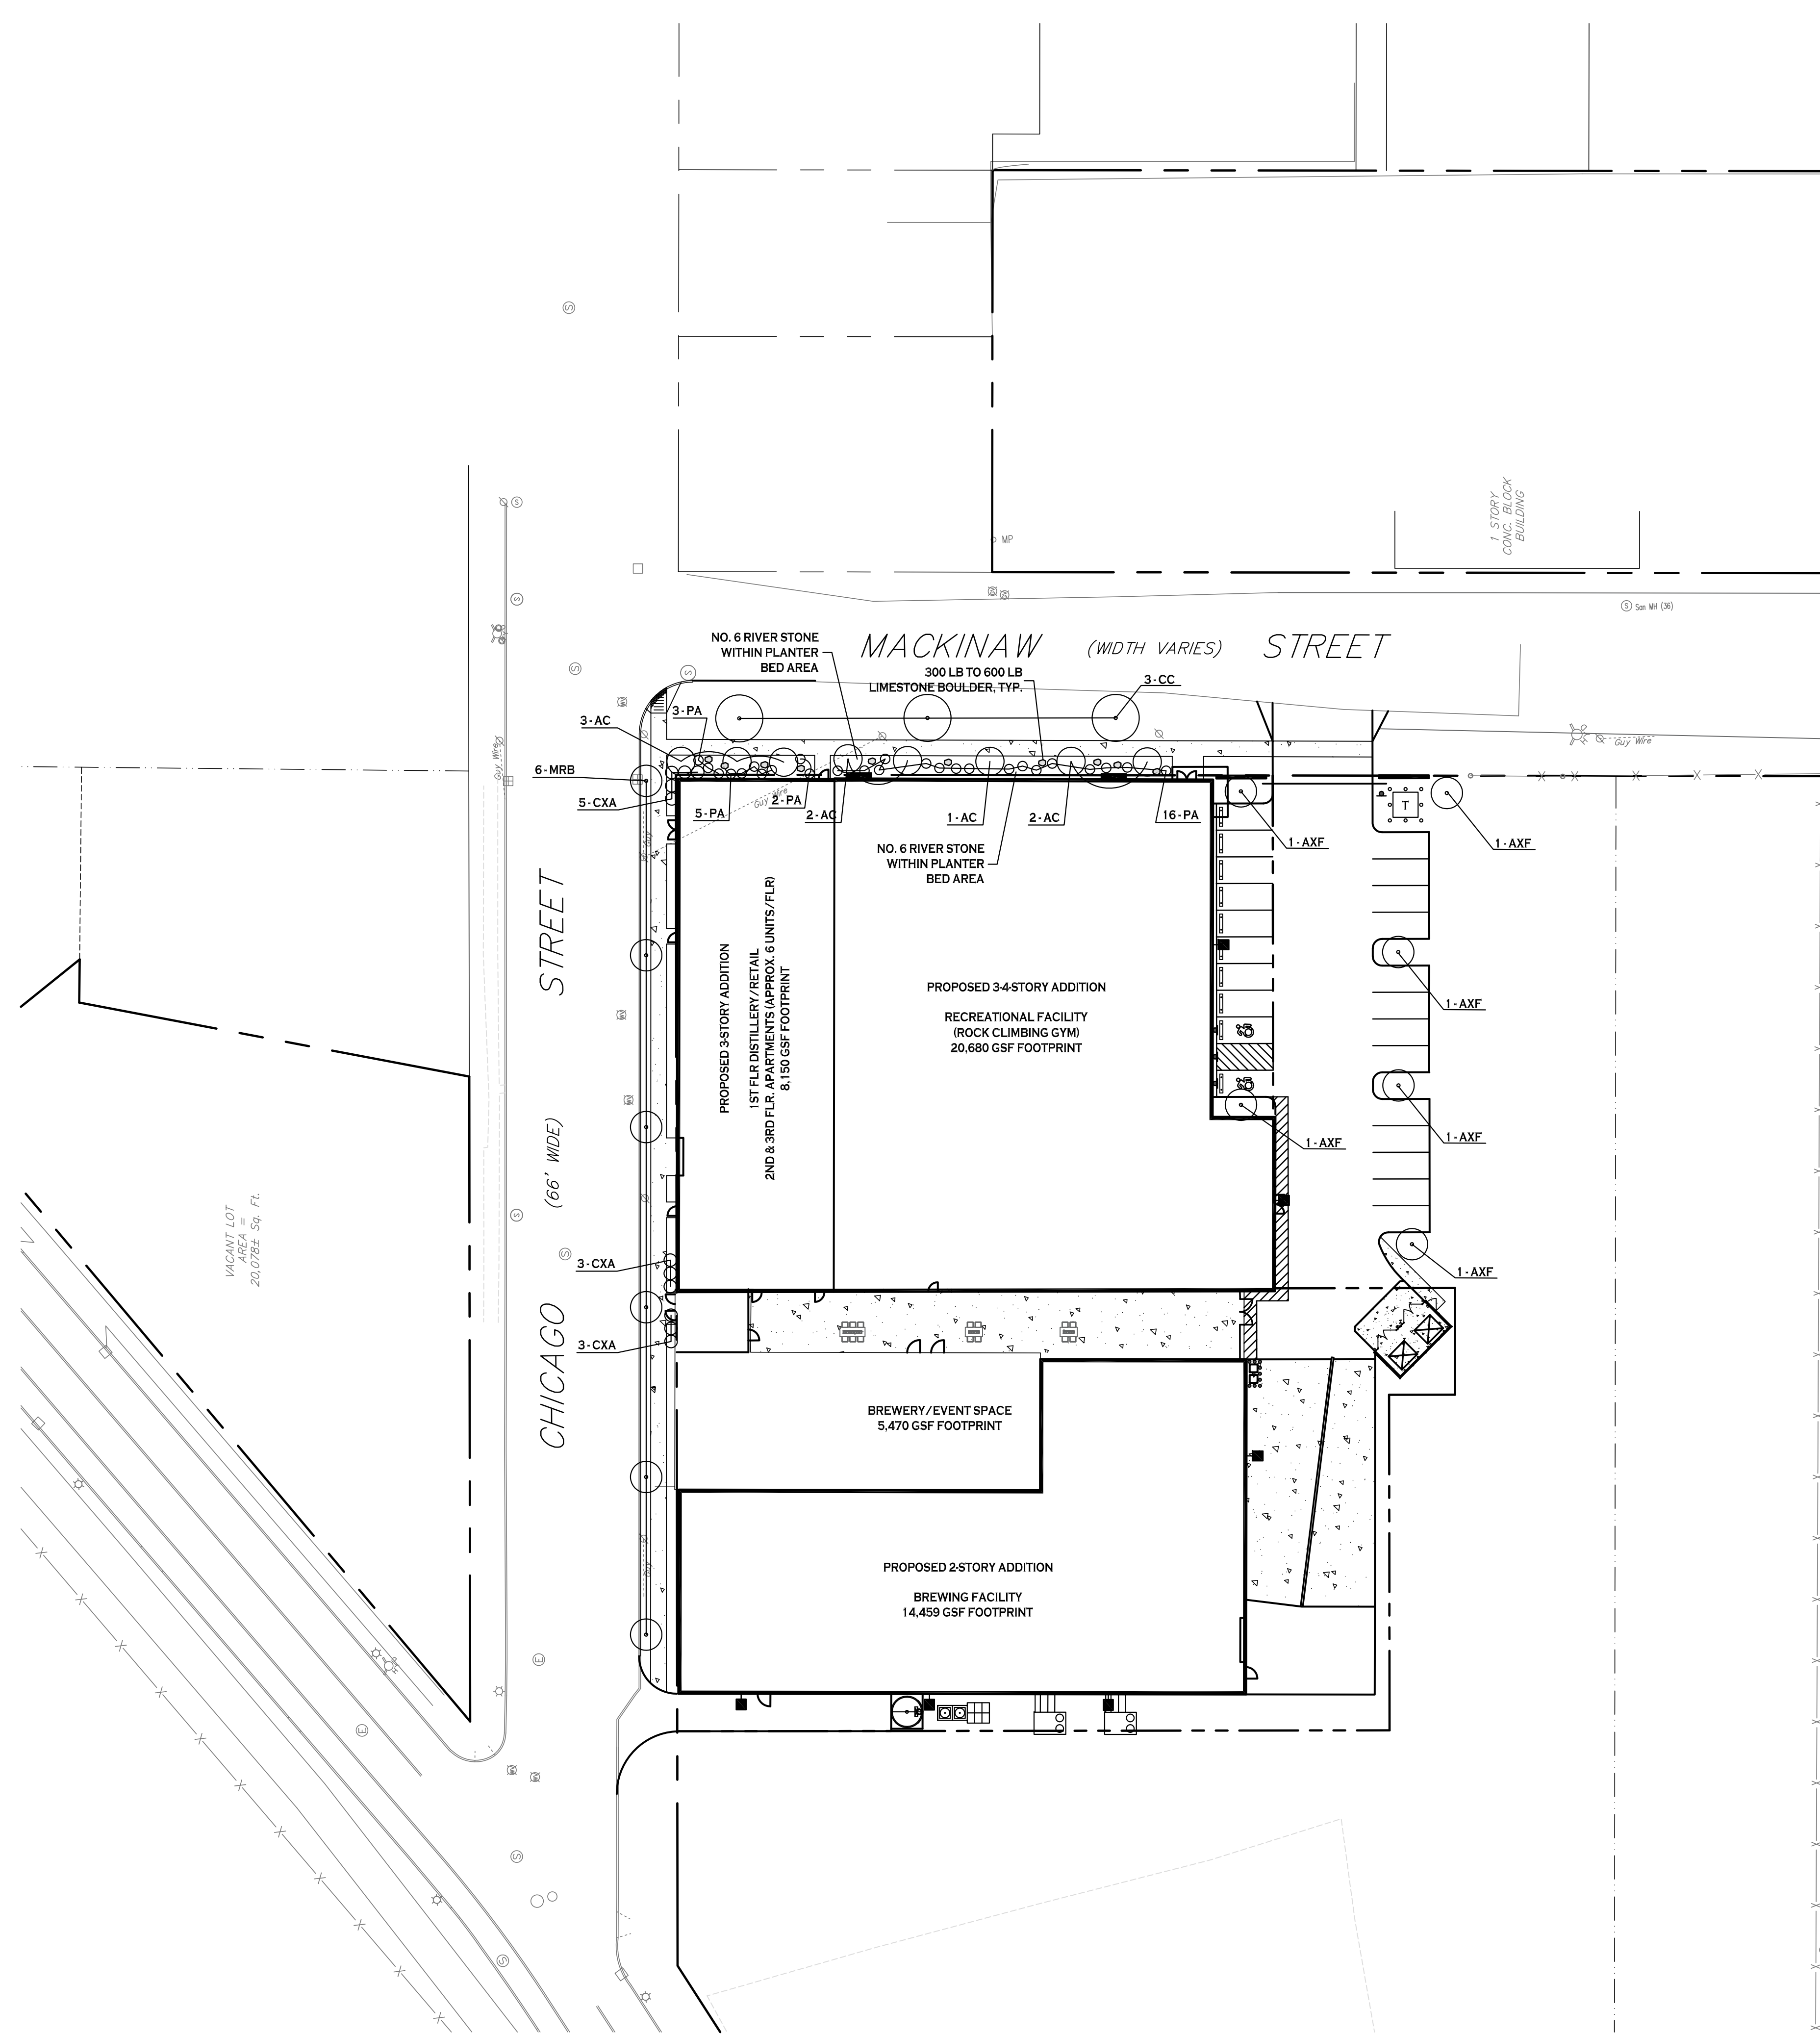 1 STORY
CONC. BLOCK
BUILDING
MP
San MH (36)
MACKINAW (WIDTH VARIES) STREET
NO. 6 RIVER STONE
WITHIN PLANTER
BED AREA
300 LB TO 600 LB
LIMESTONE BOULDER, TYP.
3-CC
3-AC
3-PA
Guy Wire
Guy Wire
6-MRB
5-CXA
5-PA
2-PA
Guy Wire
2-AC
1-AC
2-AC
16-PA
T
1-AXF
1-AXF
Guy
NO. 6 RIVER STONE
WITHIN PLANTER
BED AREA
CHICAGO (66' WIDE) STREET
PROPOSED 3-STORY ADDITION
1ST FLR DISTILLERY/RETAIL
2ND & 3RD FLR. APARTMENTS (APPROX. 6 UNITS/FLR)
8,150 GSF FOOTPRINT
PROPOSED 3-4-STORY ADDITION
RECREATIONAL FACILITY
(ROCK CLIMBING GYM)
20,680 GSF FOOTPRINT
1-AXF
1-AXF
1-AXF
1-AXF
VACANT LOT
AREA =
20,078± Sq. Ft.
3-CXA
3-CXA
BREWERY/EVENT SPACE
5,470 GSF FOOTPRINT
PROPOSED 2-STORY ADDITION
BREWING FACILITY
14,459 GSF FOOTPRINT
Guy